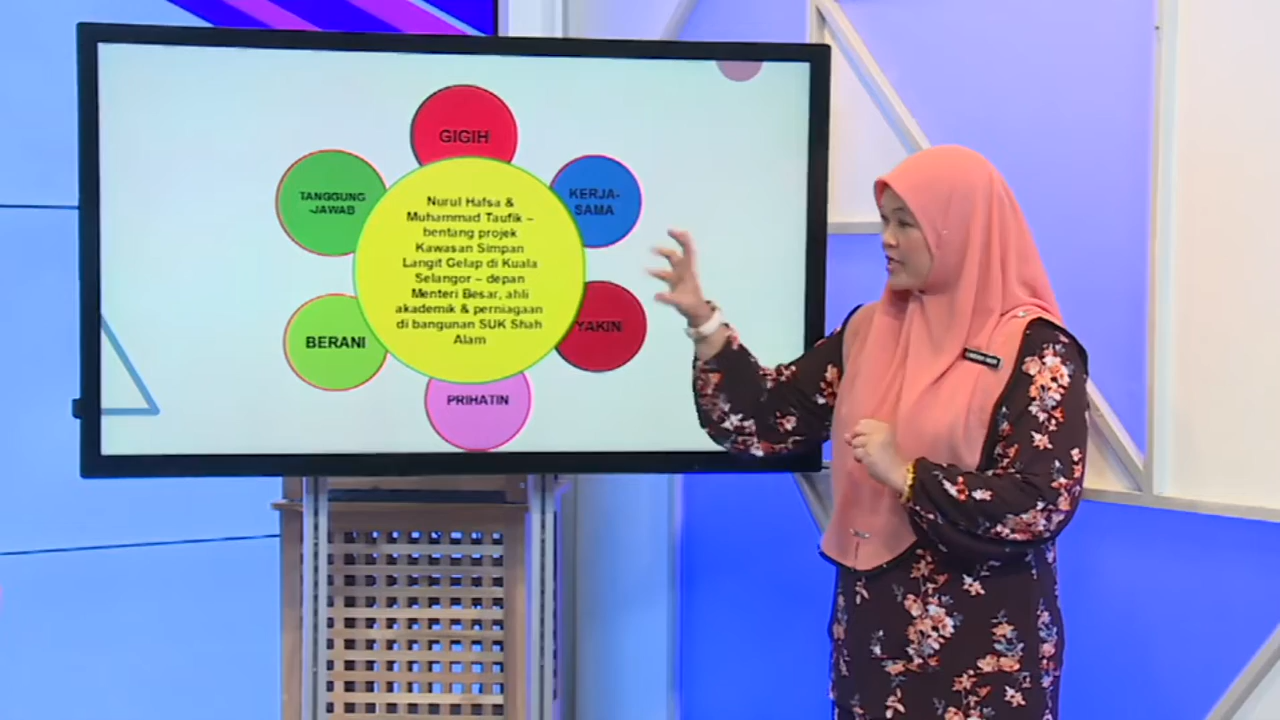 GIGIH
TANGGUNG
-JAWAB
KERJA-
SAMA
Nurul Hafsa &
Muhammad Taufik –
bentang projek
Kawasan Simpan
Langit Gelap di Kuala
Selangor – depan
Menteri Besar, ahli
akademik & perniagaan
di bangunan SUK Shah
Alam
BERANI
YAKIN
PRIHATIN